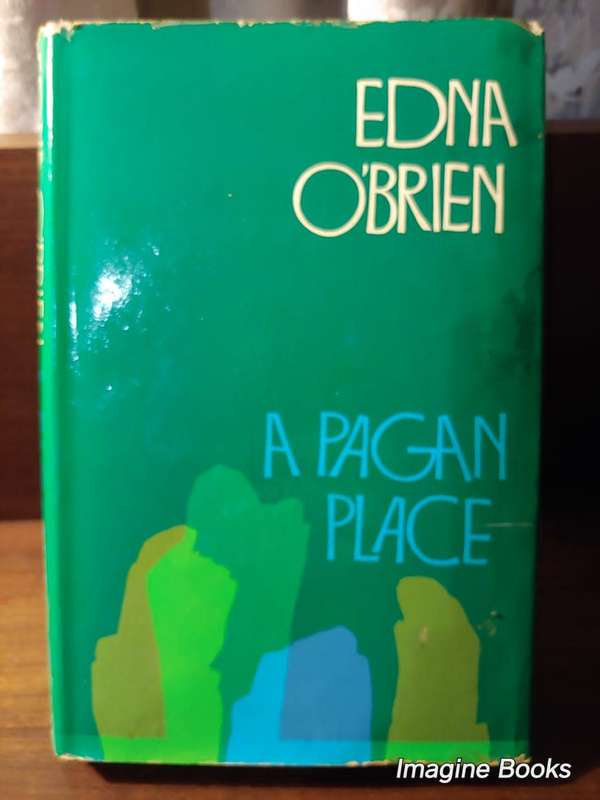 EDNA
O'BRIEN
A PAGAN
PLACE
Imagine Books